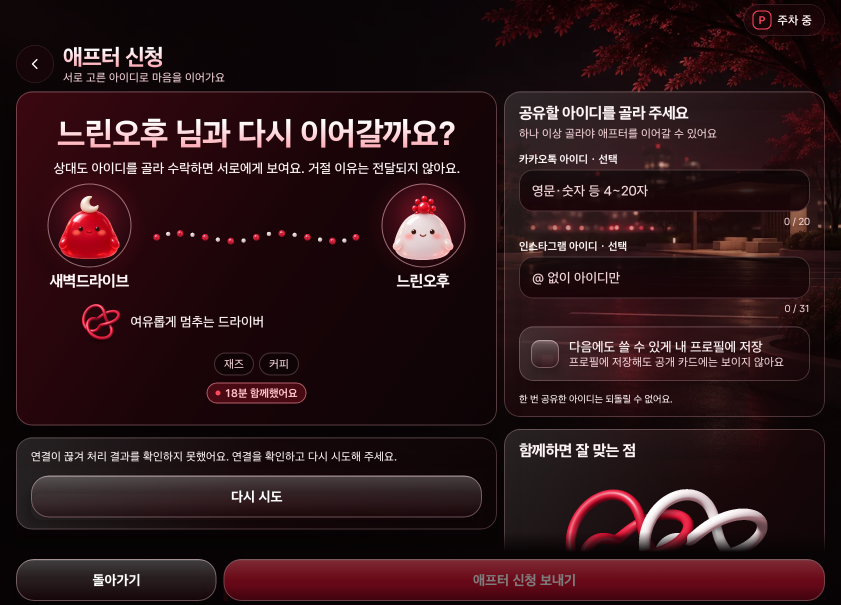 P 주차 중
애프터 신청
서로 고른 아이디로 마음을 이어가요
느린오후 님과 다시 이어갈까요?
상대도 아이디를 골라 수락하면 서로에게 보여요. 거절 이유는 전달되지 않아요.
새벽드라이브
느린오후
여유롭게 멈추는 드라이버
재즈
커피
18분 함께했어요
연결이 끊겨 처리 결과를 확인하지 못했어요. 연결을 확인하고 다시 시도해 주세요.
다시 시도
공유할 아이디를 골라 주세요
하나 이상 골라야 애프터를 이어갈 수 있어요
카카오톡 아이디 · 선택
영문·숫자 등 4~20자
0 / 20
인스타그램 아이디 · 선택
@ 없이 아이디만
0 / 31
다음에도 쓸 수 있게 내 프로필에 저장
프로필에 저장해도 공개 카드에는 보이지 않아요
한 번 공유한 아이디는 되돌릴 수 없어요.
함께하면 잘 맞는 점
돌아가기
애프터 신청 보내기